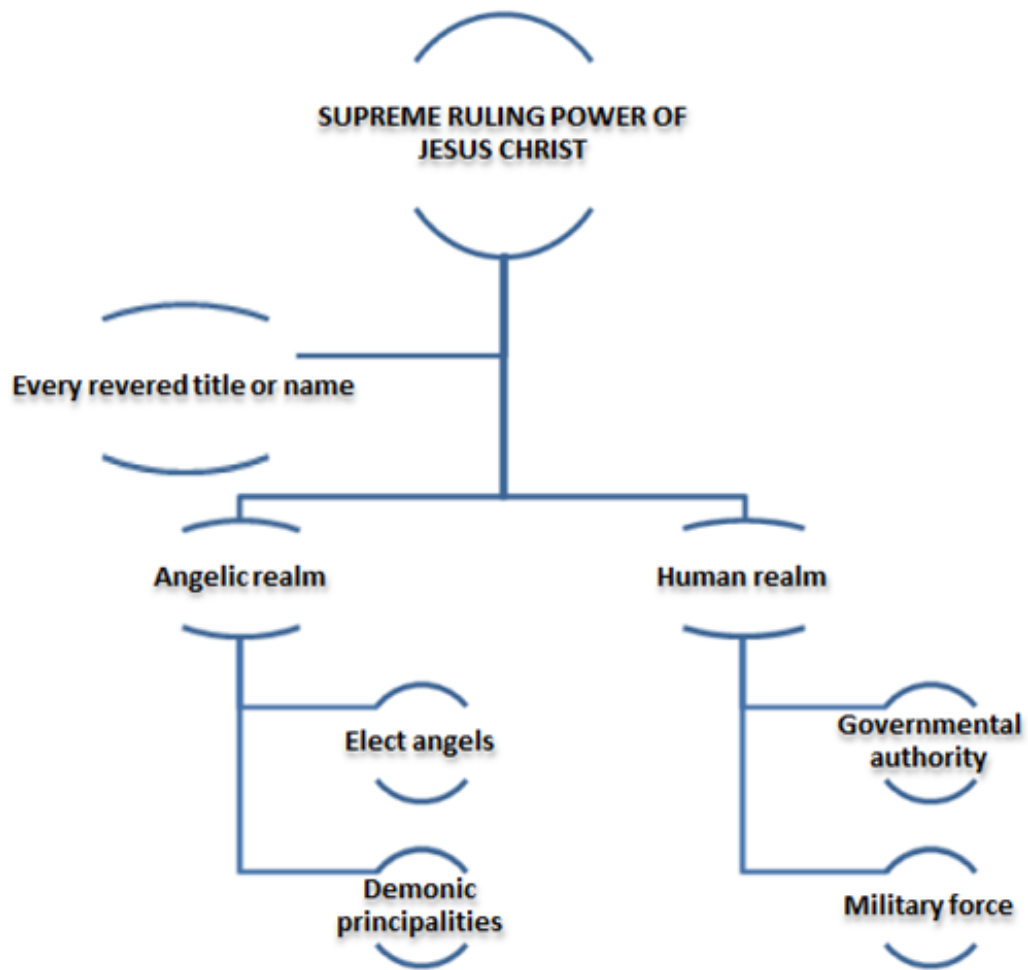 SUPREME RULING POWER OF
JESUS CHRIST
Every revered title or name
Angelic realm
Human realm
Elect angels
Governmental
authority
Demonic
principalities
Military force